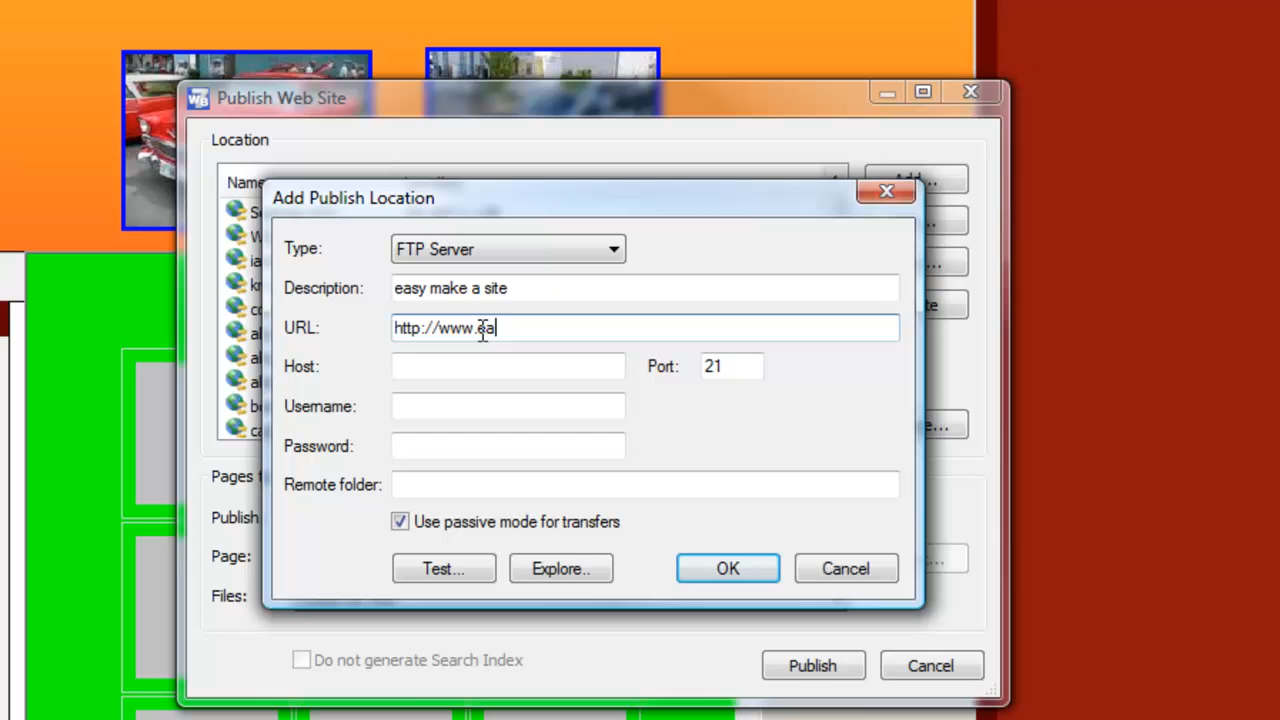 Publish Web Site
Location
Add Publish Location
Type: FTP Server
Description: easy make a site
URL: http://www.ea
Host: Port: 21
Username:
Password:
Remote folder:
Use passive mode for transfers
Test... Explore.. OK Cancel
Publish
Page:
Files:
Do not generate Search Index
Publish Cancel